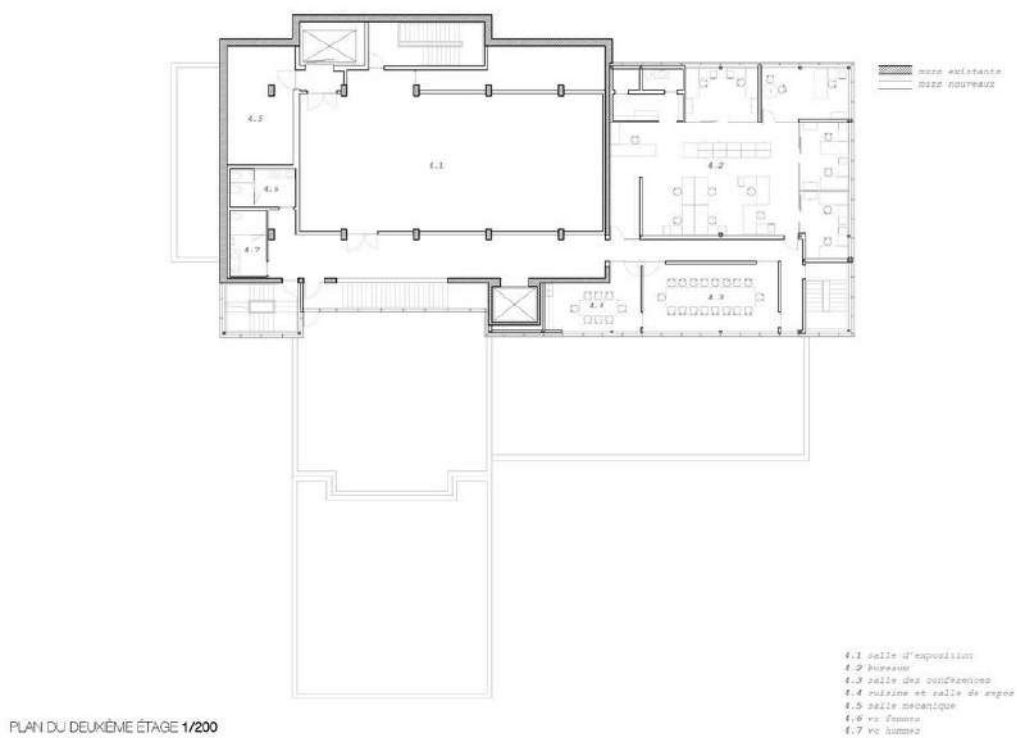 murs existants
murs nouveaux
4.5
4.1
4.2
4.6
4.7
4.4
4.3
4.1 salle d'exposition
4.2 bureaux
4.3 salle des conférences
4.4 cuisine et salle de repos
4.5 salle mécanique
4.6 wc femmes
4.7 wc hommes
PLAN DU DEUXIÈME ÉTAGE 1/200